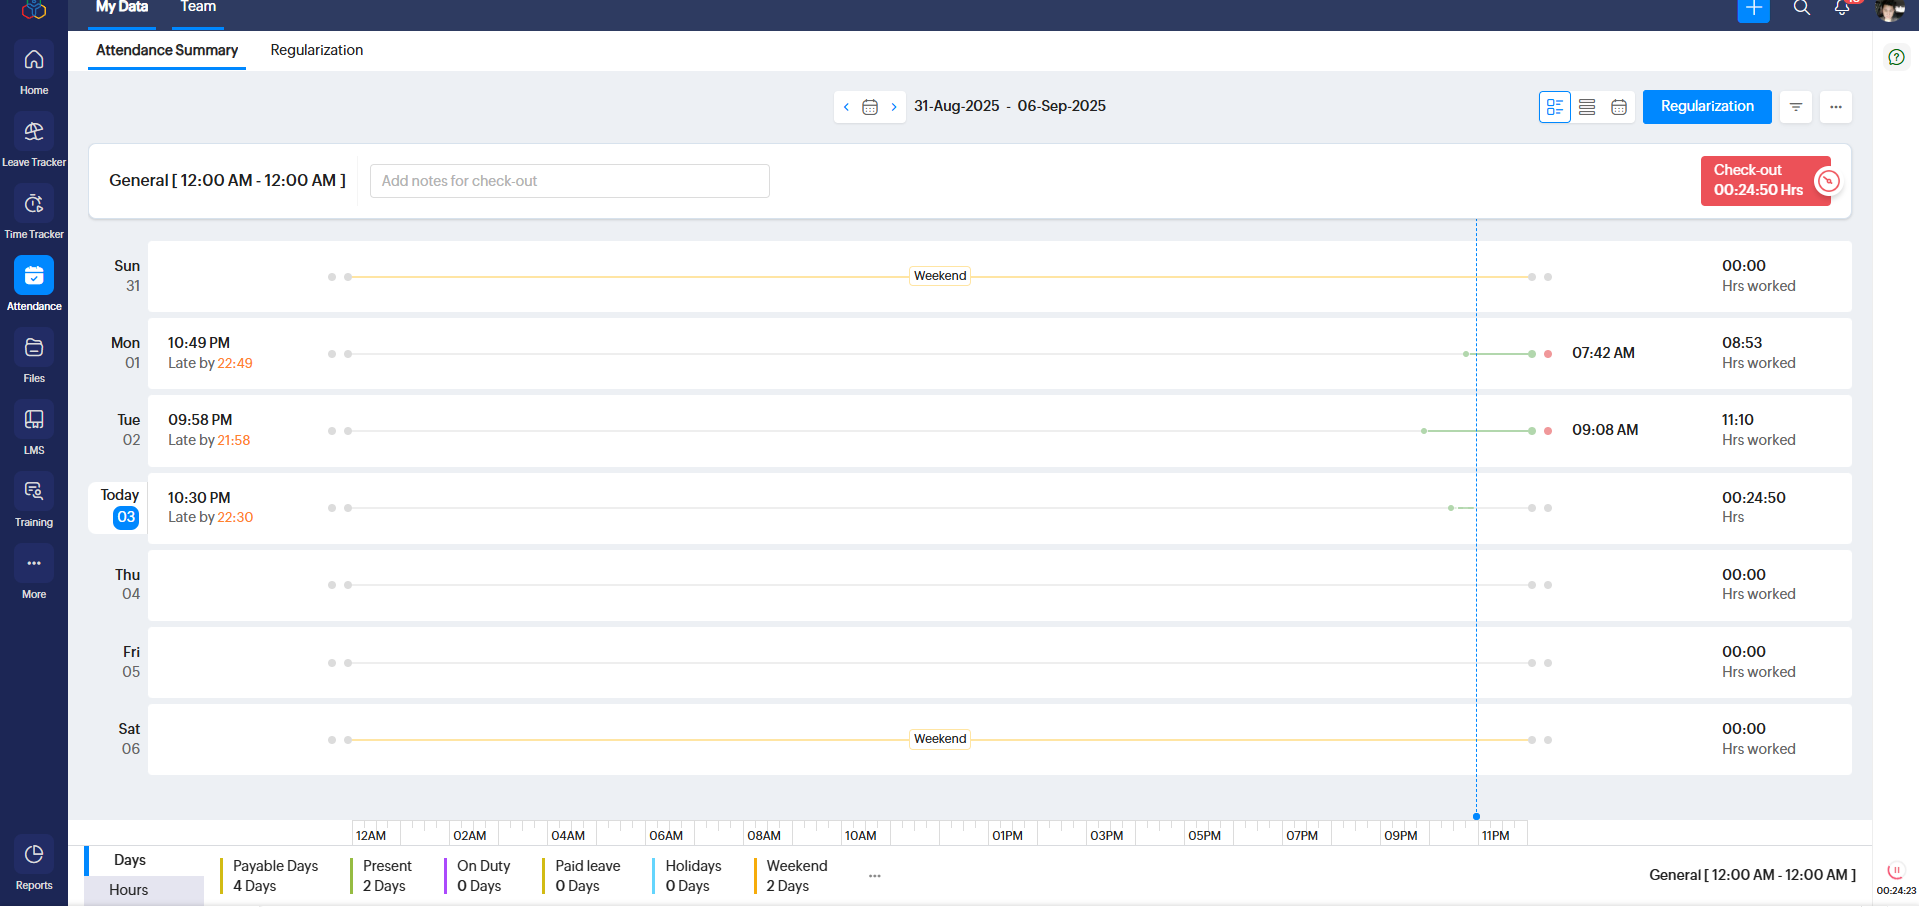 My Data
Team
Attendance Summary
Regularization
Home
Leave Tracker
Time Tracker
Attendance
Files
LMS
Training
More
Reports
31-Aug-2025 - 06-Sep-2025
Regularization
General [ 12:00 AM - 12:00 AM ]
Add notes for check-out
Check-out
00:24:50 Hrs
Sun
31
Weekend
00:00
Hrs worked
Mon
01
10:49 PM
Late by 22:49
07:42 AM
08:53
Hrs worked
Tue
02
09:58 PM
Late by 21:58
09:08 AM
11:10
Hrs worked
Today
03
10:30 PM
Late by 22:30
00:24:50
Hrs
Thu
04
00:00
Hrs worked
Fri
05
00:00
Hrs worked
Sat
06
Weekend
00:00
Hrs worked
12AM 02AM 04AM 06AM 08AM 10AM 01PM 03PM 05PM 07PM 09PM 11PM
Days
Hours
Payable Days
4 Days
Present
2 Days
On Duty
0 Days
Paid leave
0 Days
Holidays
0 Days
Weekend
2 Days
General [ 12:00 AM - 12:00 AM ]
00:24:23